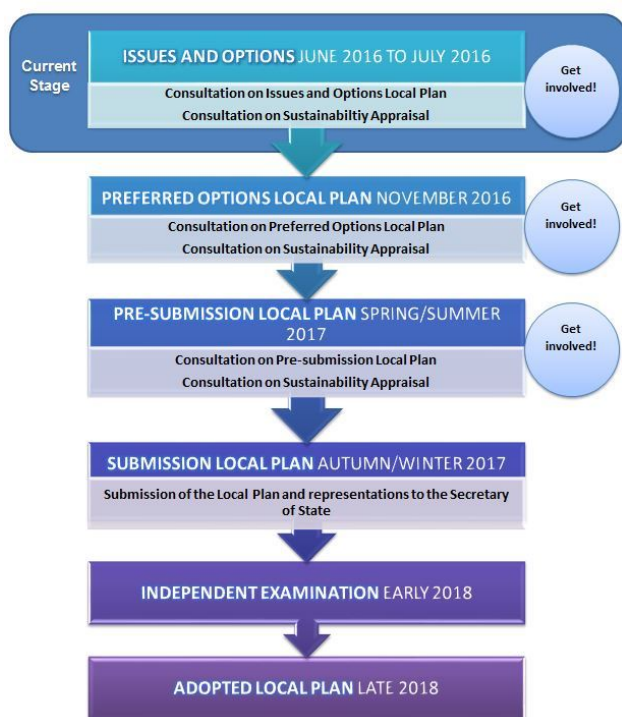 Current
Stage
ISSUES AND OPTIONS JUNE 2016 TO JULY 2016
Consultation on Issues and Options Local Plan
Consultation on Sustainabiltiy Appraisal
Get
involved!
PREFERRED OPTIONS LOCAL PLAN NOVEMBER 2016
Consultation on Preferred Options Local Plan
Consultation on Sustainability Appraisal
Get
involved!
PRE-SUBMISSION LOCAL PLAN SPRING/SUMMER
2017
Consultation on Pre-submission Local Plan
Consultation on Sustainability Appraisal
Get
involved!
SUBMISSION LOCAL PLAN AUTUMN/WINTER 2017
Submission of the Local Plan and representations to the Secretary
of State
INDEPENDENT EXAMINATION EARLY 2018
ADOPTED LOCAL PLAN LATE 2018